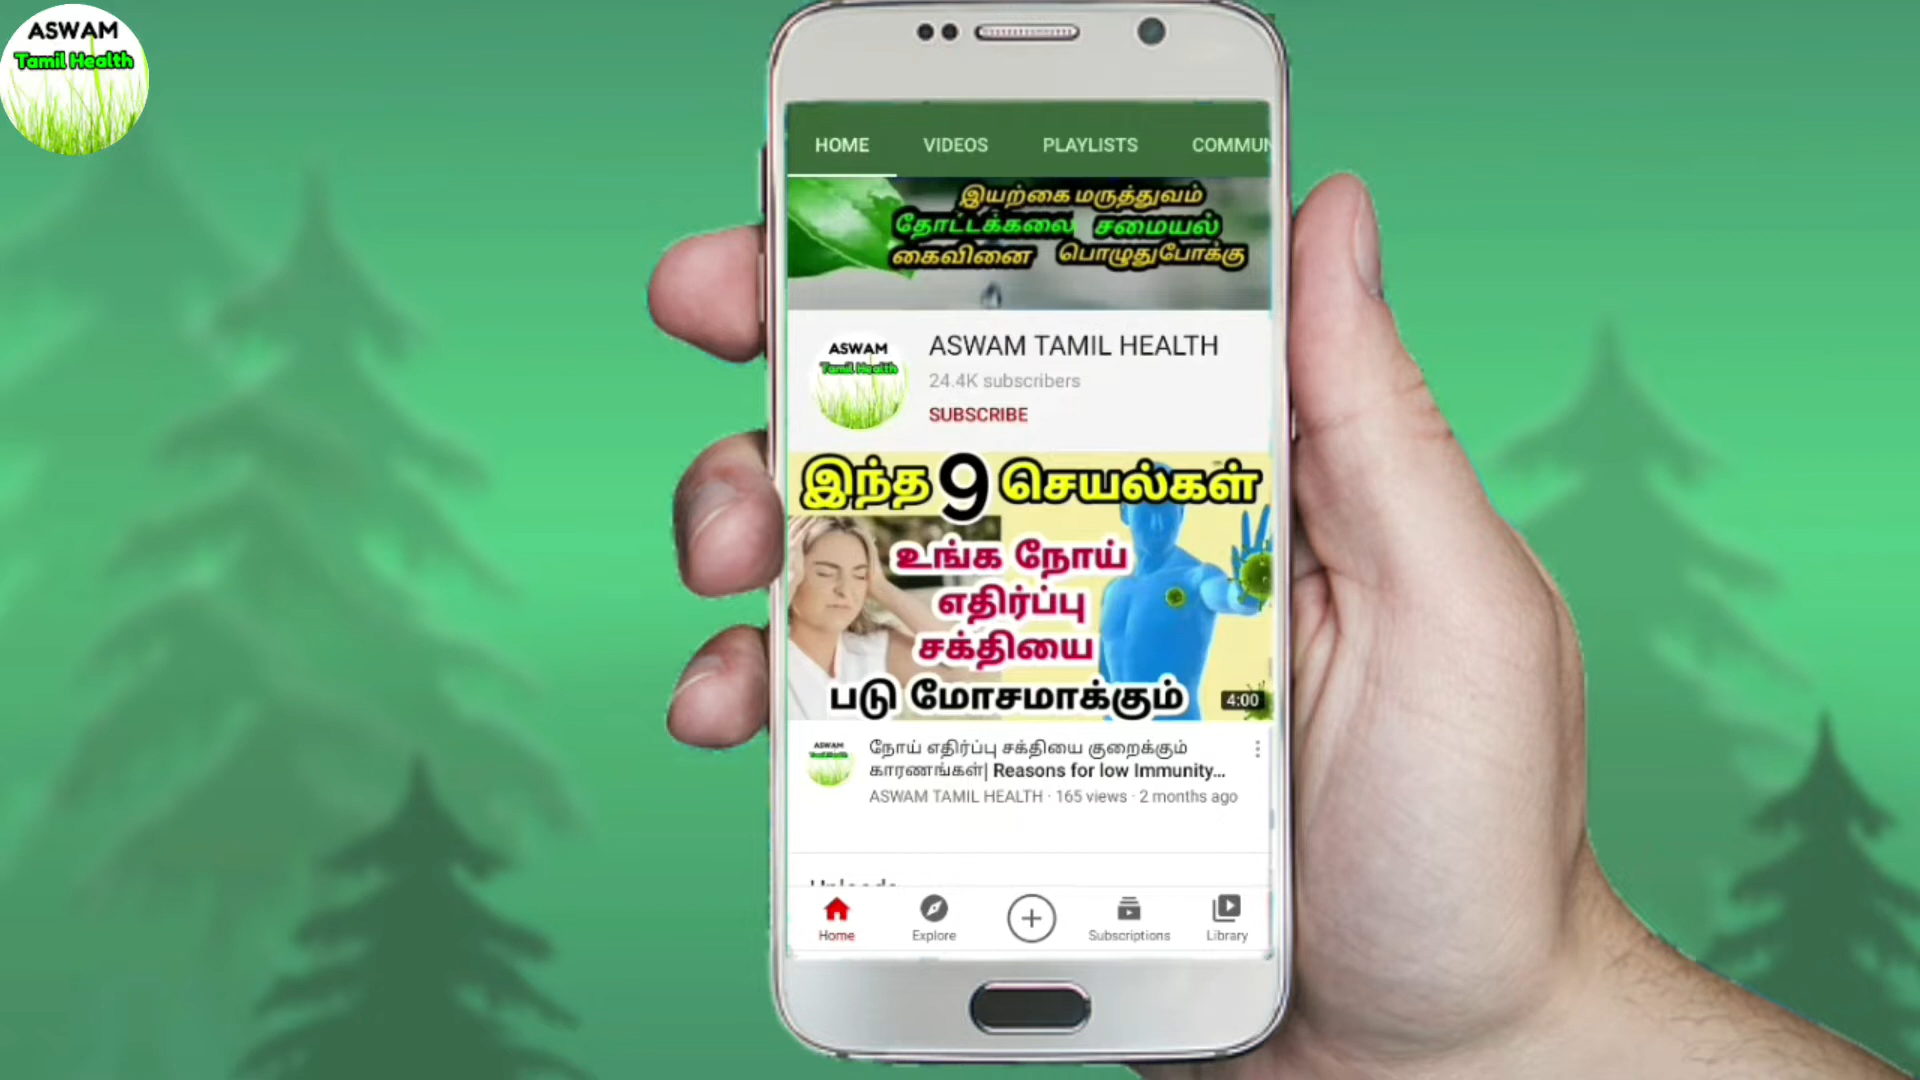 ASWAM
Tamil Health
HOME VIDEOS PLAYLISTS COMMUN
இயற்கை மருத்துவம்
தோட்டக்கலை சமையல்
கைவினை பொழுதுபோக்கு
ASWAM
Tamil Health
ASWAM TAMIL HEALTH
24.4K subscribers
SUBSCRIBE
இந்த 9 செயல்கள்
உங்க நோய்
எதிர்ப்பு
சக்தியை
படு மோசமாக்கும்
4:00
ASWAM
நோய் எதிர்ப்பு சக்தியை குறைக்கும்
காரணங்கள்| Reasons for low Immunity...
ASWAM TAMIL HEALTH · 165 views · 2 months ago
Home Explore Subscriptions Library